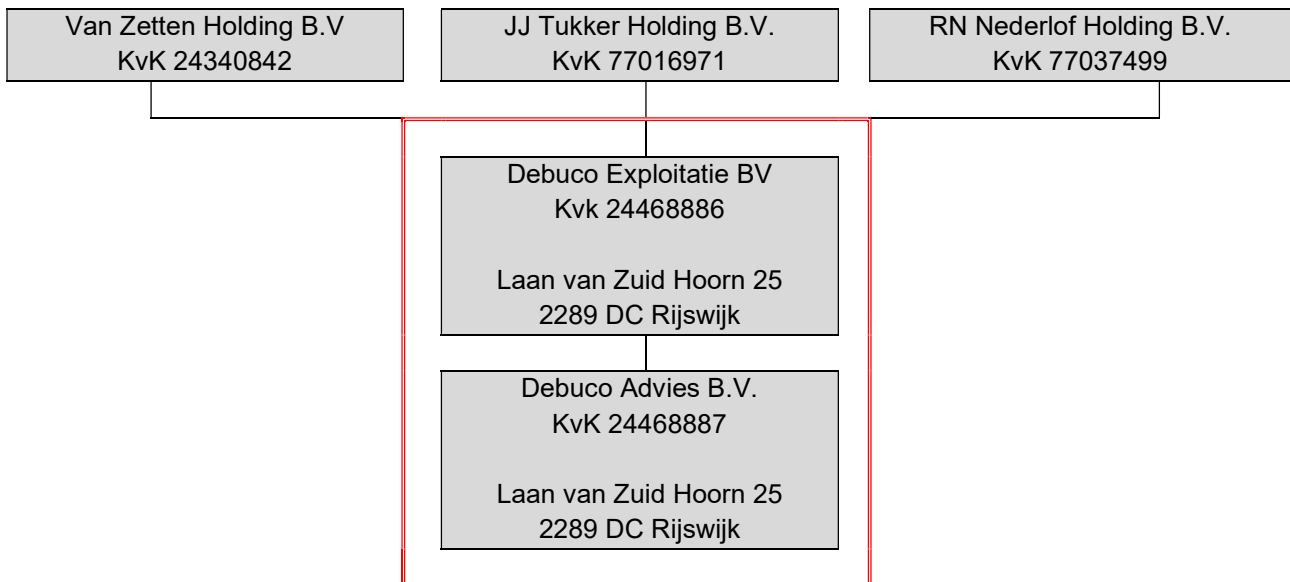 Van Zetten Holding B.V
KvK 24340842
JJ Tukker Holding B.V.
KvK 77016971
RN Nederlof Holding B.V.
KvK 77037499
Debuco Exploitatie BV
Kvk 24468886
Laan van Zuid Hoorn 25
2289 DC Rijswijk
Debuco Advies B.V.
KvK 24468887
Laan van Zuid Hoorn 25
2289 DC Rijswijk